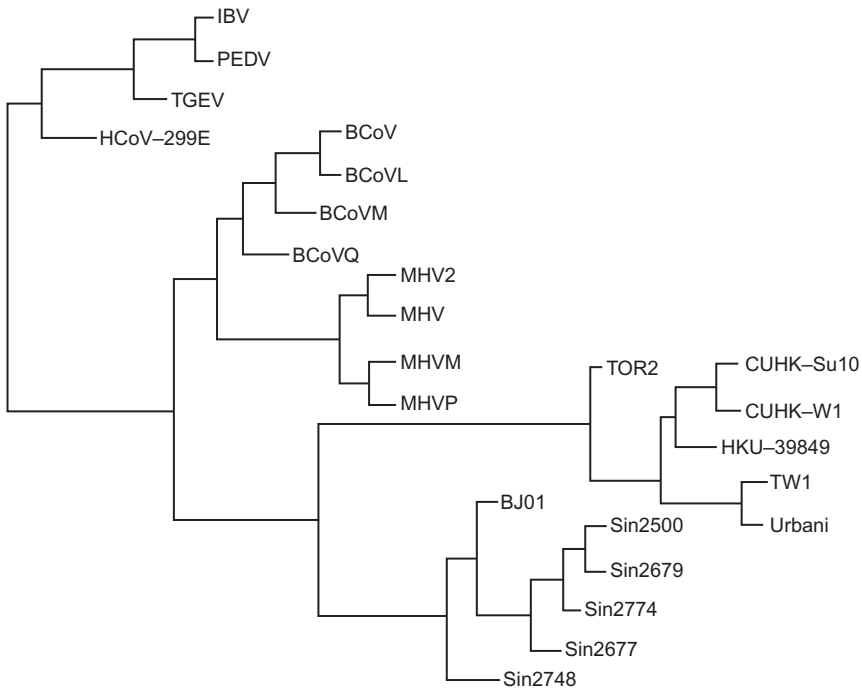 IBV
PEDV
TGEV
HCoV–299E
BCoV
BCoVL
BCoVM
BCoVQ
MHV2
MHV
MHVM
MHVP
TOR2
CUHK–Su10
CUHK–W1
HKU–39849
TW1
Urbani
BJ01
Sin2500
Sin2679
Sin2774
Sin2677
Sin2748